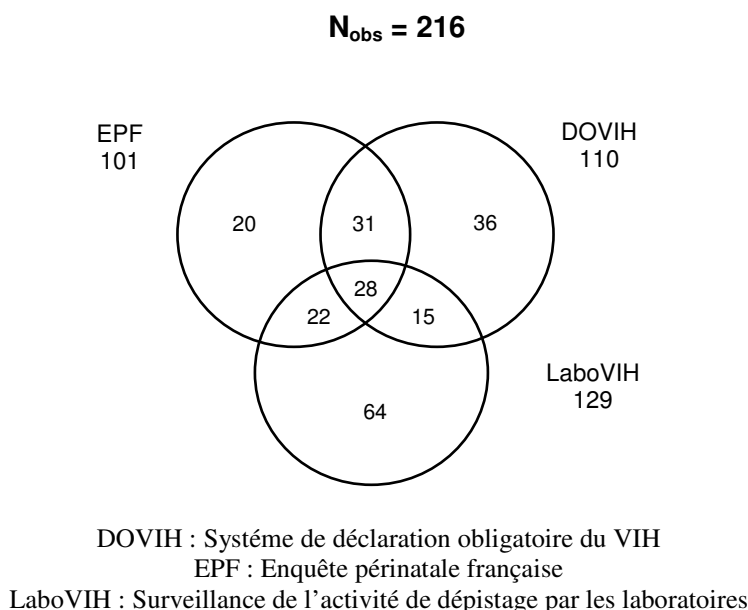 Nobs = 216
EPF
101
DOVIH
110
20
31
36
28
22
15
LaboVIH
129
64
DOVIH : Systéme de déclaration obligatoire du VIH
EPF : Enquête périnatale française
LaboVIH : Surveillance de l’activité de dépistage par les laboratoires